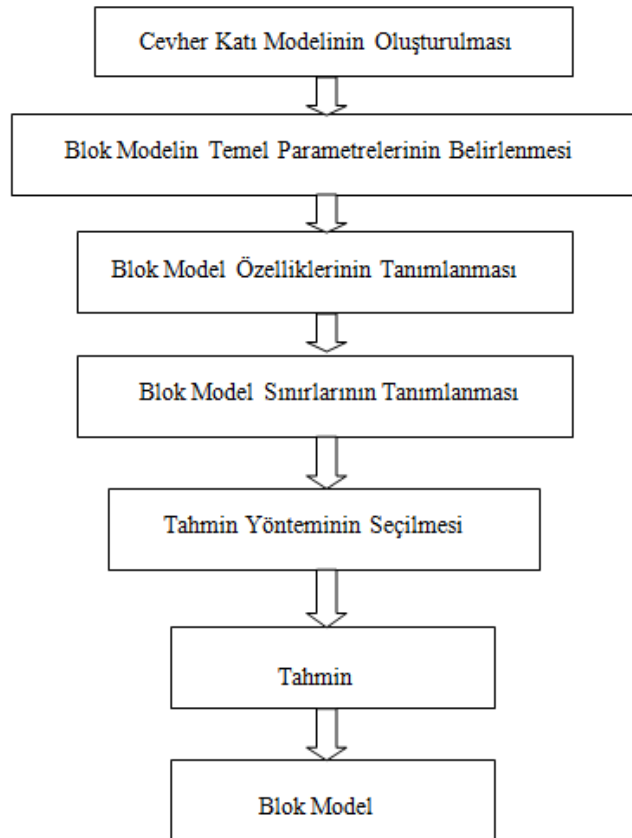 Cevher Katı Modelinin Oluşturulması
Blok Modelin Temel Parametrelerinin Belirlenmesi
Blok Model Özelliklerinin Tanımlanması
Blok Model Sınırlarının Tanımlanması
Tahmin Yönteminin Seçilmesi
Tahmin
Blok Model